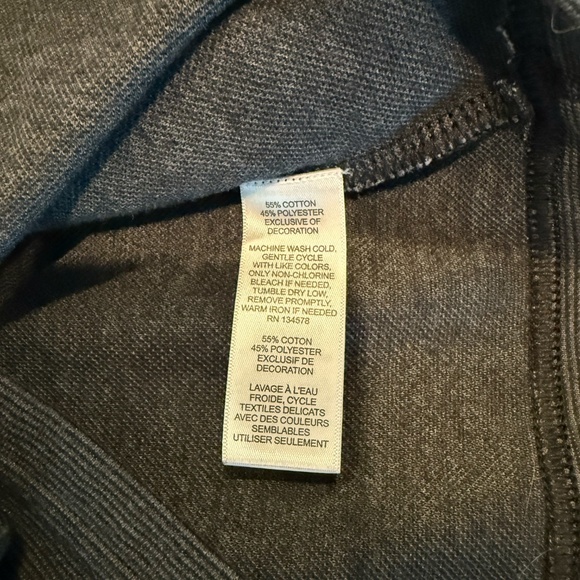 55% COTTON
45% POLYESTER
EXCLUSIVE OF
DECORATION
MACHINE WASH COLD,
GENTLE CYCLE
WITH LIKE COLORS,
ONLY NON-CHLORINE
BLEACH IF NEEDED,
TUMBLE DRY LOW,
REMOVE PROMPTLY,
WARM IRON IF NEEDED
RN 134578
55% COTON
45% POLYESTER
EXCLUSIF DE
DECORATION
LAVAGE À L'EAU
FROIDE, CYCLE
TEXTILES DELICATS
AVEC DES COULEURS
SEMBLABLES
UTILISER SEULEMENT